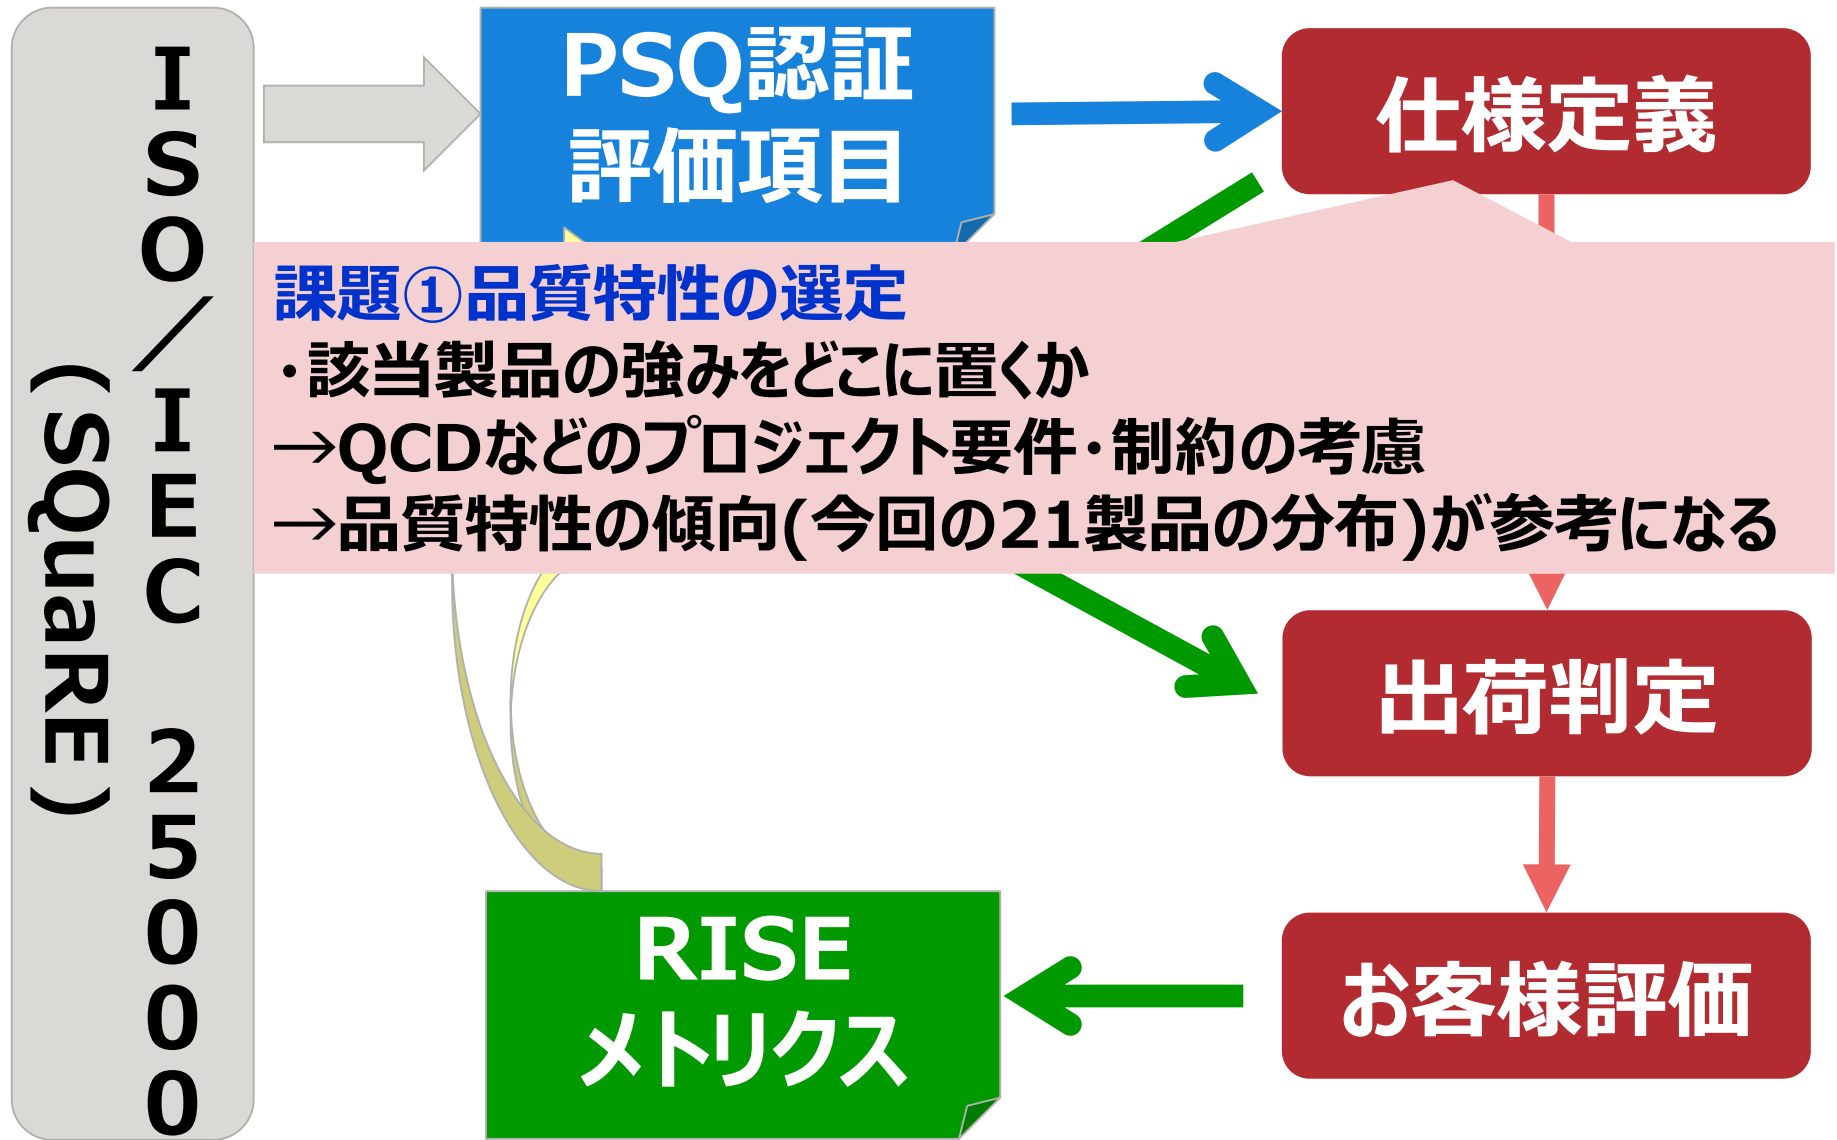 ISO／IEC 25000
(SQuaRE)
PSQ認証
評価項目
仕様定義
課題①品質特性の選定
・該当製品の強みをどこに置くか
→QCDなどのプロジェクト要件・制約の考慮
→品質特性の傾向(今回の21製品の分布)が参考になる
出荷判定
RISE
メトリクス
お客様評価